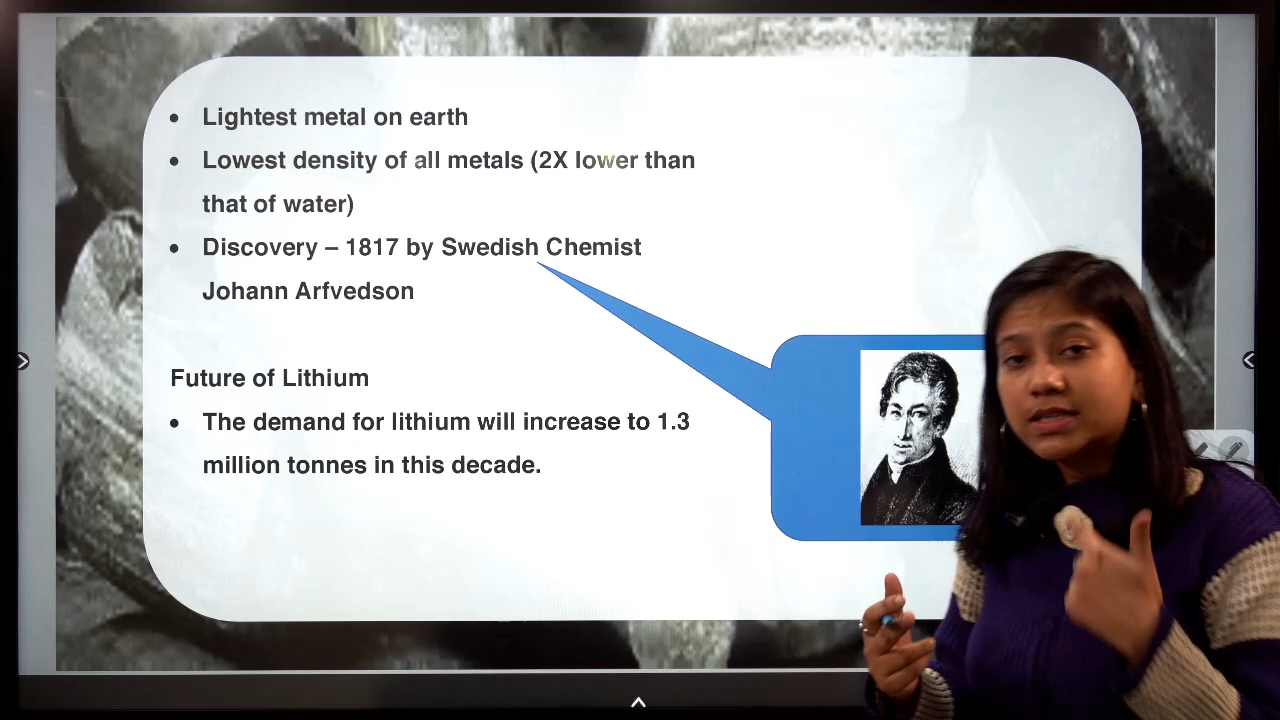 • Lightest metal on earth
• Lowest density of all metals (2X lower than
that of water)
• Discovery – 1817 by Swedish Chemist
Johann Arfvedson
Future of Lithium
• The demand for lithium will increase to 1.3
million tonnes in this decade.